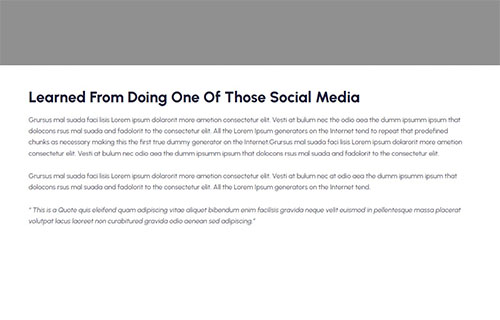 Learned From Doing One Of Those Social Media
Grursus mal suada faci lisis Lorem ipsum dolarorit more ametion consectetur elit. Vesti at bulum nec the odio aea the dumm ipsumm ipsum that
dolocons rsus mal suada and fadolorit to the consectetur elit. All the Lorem Ipsum generators on the Internet tend to repeat that predefined
chunks as necessary making this the first true dummy generator on the Internet.Grursus mal suada faci lisis Lorem ipsum dolarorit more ametion
consectetur elit. Vesti at bulum nec odio aea the dumm ipsumm ipsum that dolocons rsus mal suada and fadolorit to the consectetur elit.
Grursus mal suada faci lisis Lorem ipsum dolarorit more ametion consectetur elit. Vesti at bulum nec at odio aea the dumm ipsumm ipsum that
dolocons rsus mal suada and fadolorit to the consectetur elit. All the Lorem Ipsum generators on the Internet tend.
“ This is a Quote quis eleifend quam adipiscing vitae aliquet bibendum enim facilisis gravida neque velit euismod in pellentesque massa placerat
volutpat lacus laoreet non curabitured gravida odio aenean sed adipiscing.”